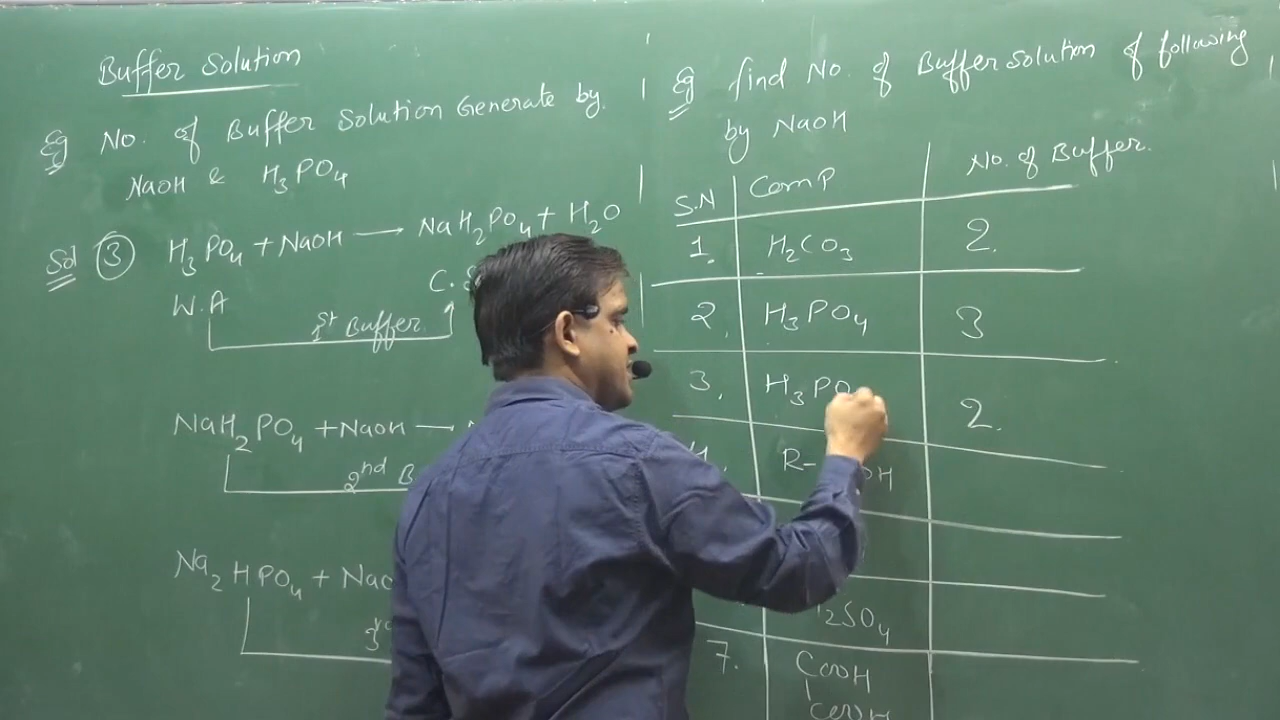 Buffer Solution
Eg No. of Buffer Solution Generate by
NaOH & H3PO4
Sol 3 H3PO4 + NaOH → NaH2PO4 + H2O
W.A C.
1st Buffer
NaH2PO4 + NaOH →
2nd B
Na2HPO4 +
Eg find No. of Buffer Solution of following
by NaOH
S.N Comp No. of Buffer.
1. H2CO3 2.
2. H3PO4 3
3. H3PO 2.
R-
2SO4
7. COOH
COOH